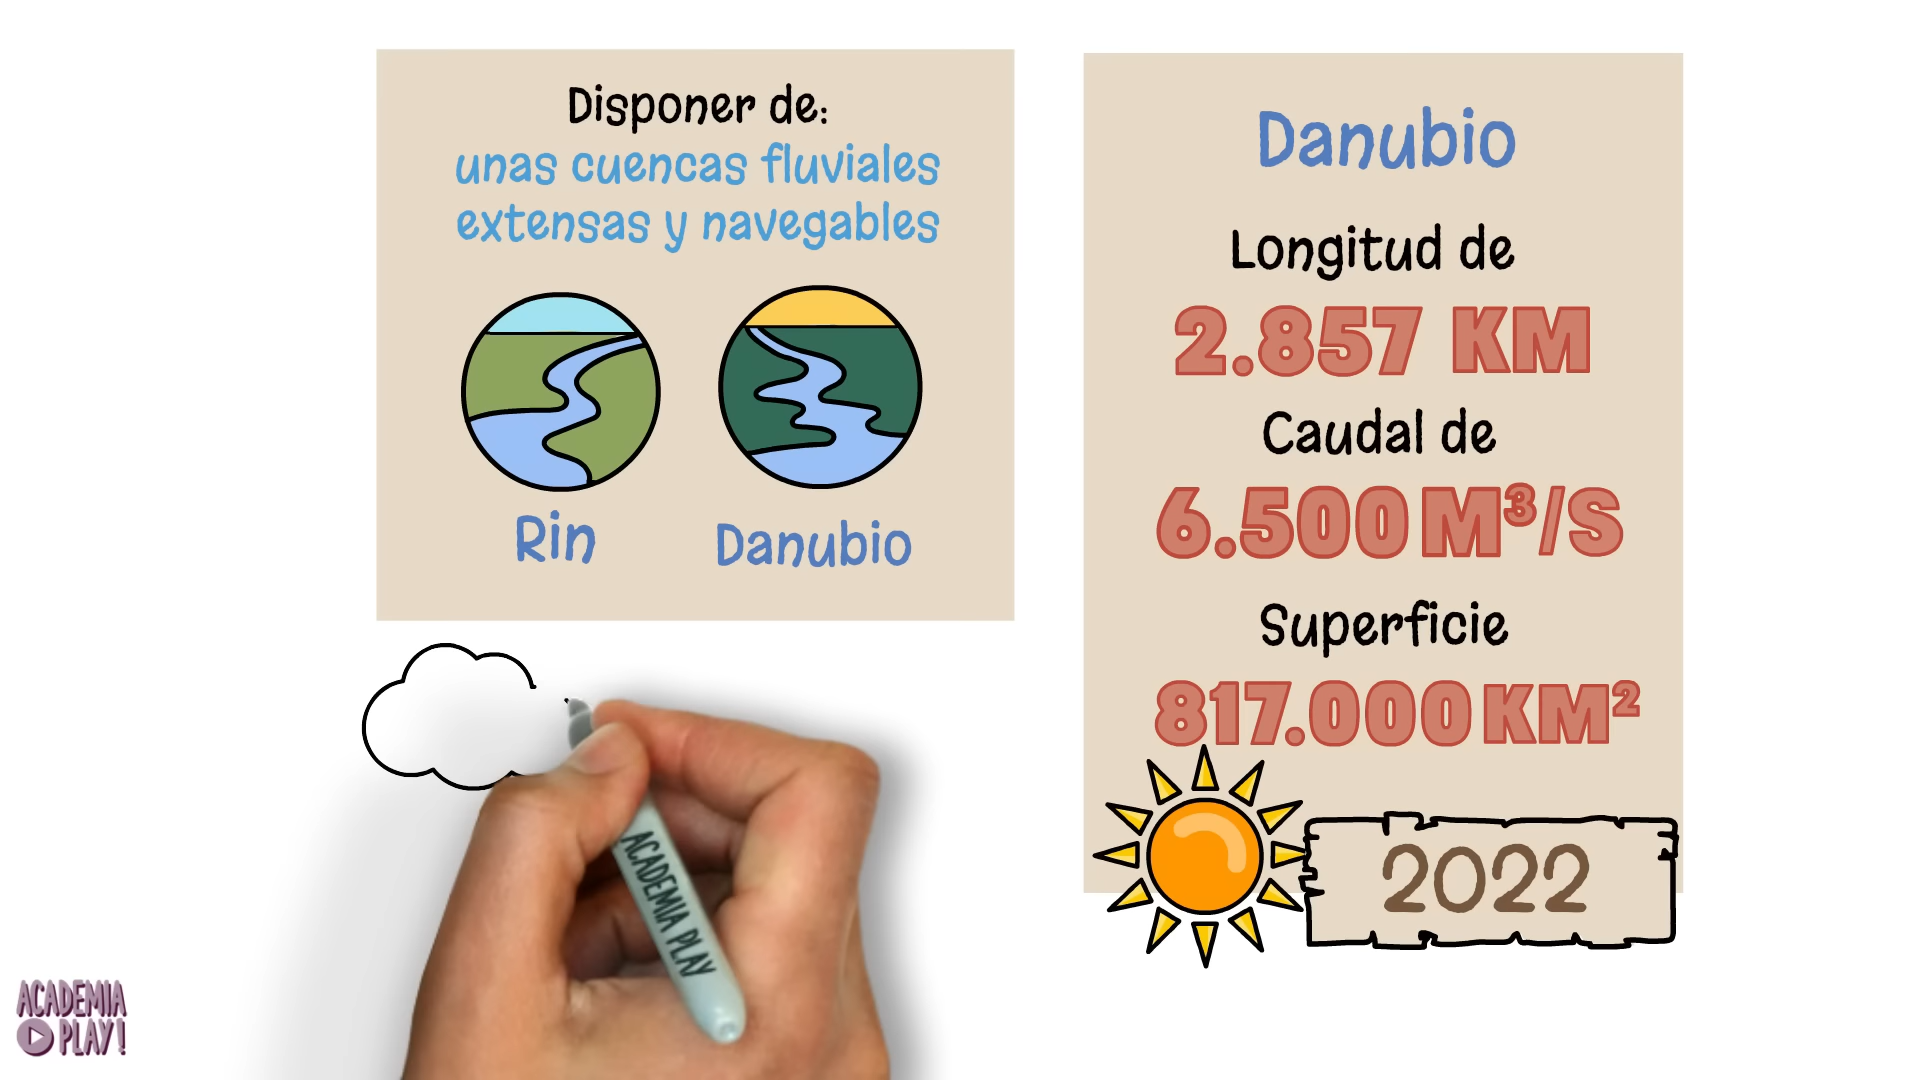 Disponer de:
unas cuencas fluviales
extensas y navegables
Rin
Danubio
Danubio
Longitud de
2.857 KM
Caudal de
6.500 M³/S
Superficie
817.000 KM²
2022
ACADEMIA PLAY
ACADEMIA
PLAY!